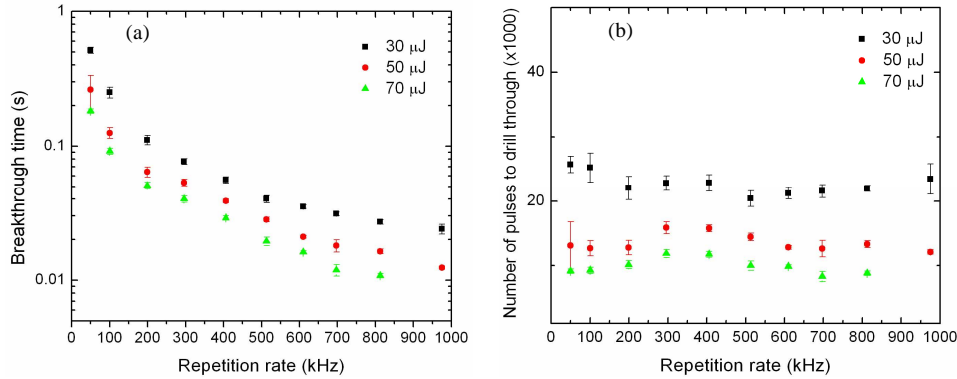 (a)
30 μJ
50 μJ
70 μJ
1
0.1
0.01
Breakthrough time (s)
0 100 200 300 400 500 600 700 800 900 1000
Repetition rate (kHz)
(b)
30 μJ
50 μJ
70 μJ
40
20
Number of pulses to drill through (x1000)
0 100 200 300 400 500 600 700 800 900 1000
Repetition rate (kHz)